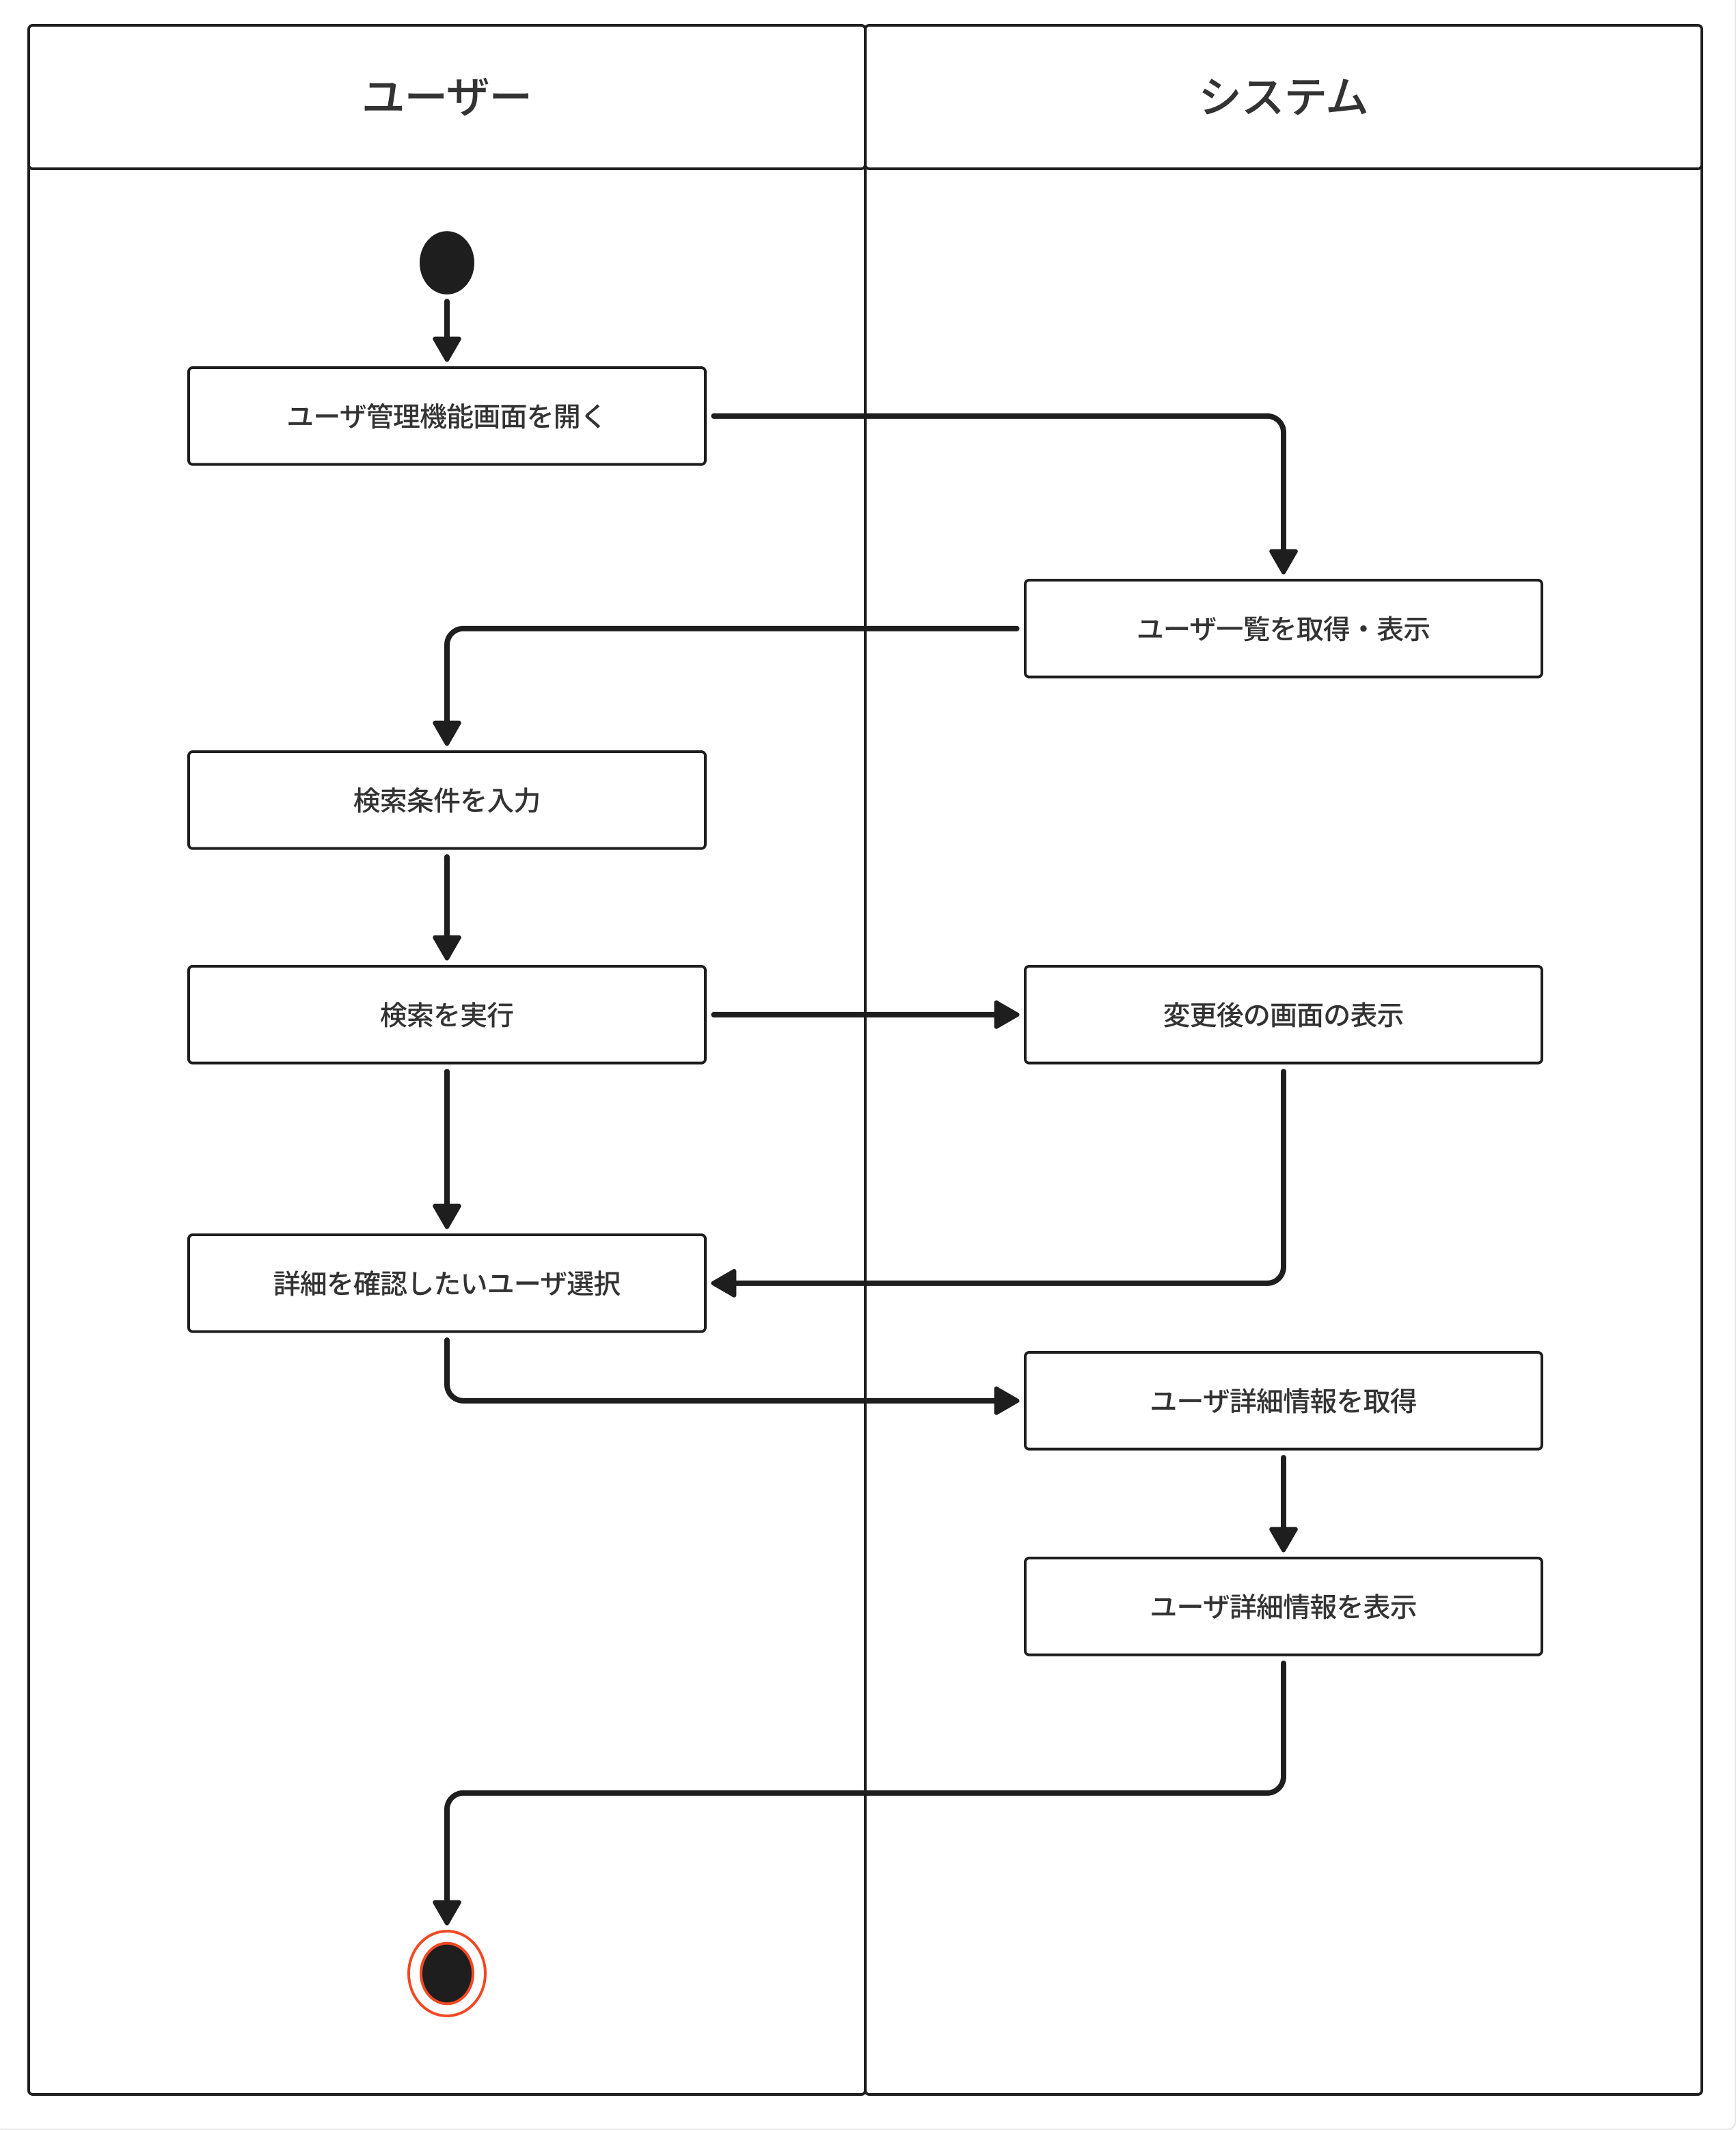 ユーザー
システム
ユーザ管理機能画面を開く
ユーザ一覧を取得・表示
検索条件を入力
検索を実行
変更後の画面の表示
詳細を確認したいユーザ選択
ユーザ詳細情報を取得
ユーザ詳細情報を表示